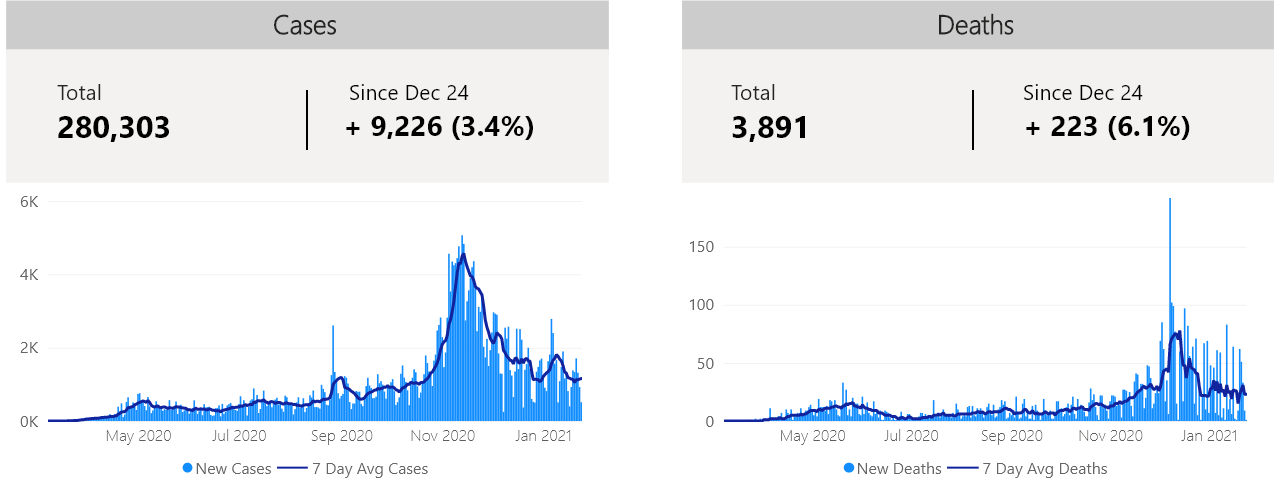 Cases
Total
280,303
Since Dec 24
+ 9,226 (3.4%)
6K
4K
2K
0K
May 2020 Jul 2020 Sep 2020 Nov 2020 Jan 2021
New Cases 7 Day Avg Cases
Deaths
Total
3,891
Since Dec 24
+ 223 (6.1%)
150
100
50
0
May 2020 Jul 2020 Sep 2020 Nov 2020 Jan 2021
New Deaths 7 Day Avg Deaths